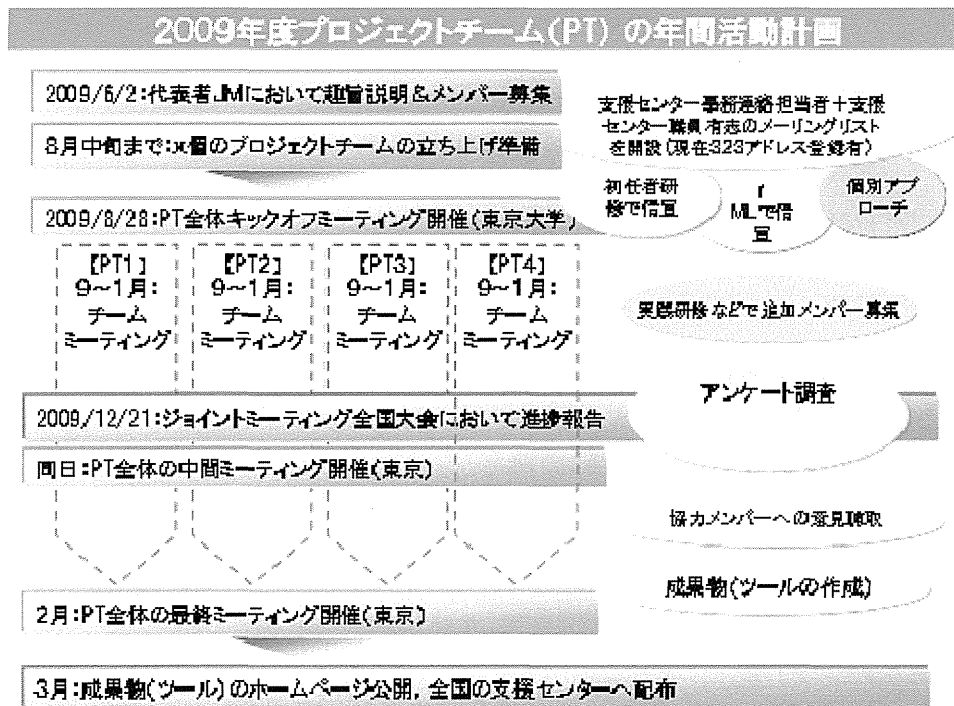 2009年度プロジェクトチーム(PT) の年間活動計画
2009/6/2:代表者JMにおいて趣旨説明&メンバー募集
8月中旬まで:α個のプロジェクトチームの立ち上げ準備
2009/8/28:PT全体キックオフミーティング開催(東京大学)
支援センター事務連絡担当者+支援
センター職員有志のメーリングリスト
を開設(現在323アドレス登録有)
初任者研
修で宣
MLで
宣
個別アプ
ローチ
【PT1】
9~1月:
チーム
ミーティング
【PT2】
9~1月:
チーム
ミーティング
【PT3】
9~1月:
チーム
ミーティング
【PT4】
9~1月:
チーム
ミーティング
実践研修などで追加メンバー募集
アンケート調査
2009/12/21:ジョイントミーティング全国大会において進捗報告
同日:PT全体の中間ミーティング開催(東京)
協力メンバーへの意見聴取
成果物(ツールの作成)
2月:PT全体の最終ミーティング開催(東京)
3月:成果物(ツール)のホームページ公開,全国の支援センターへ配布